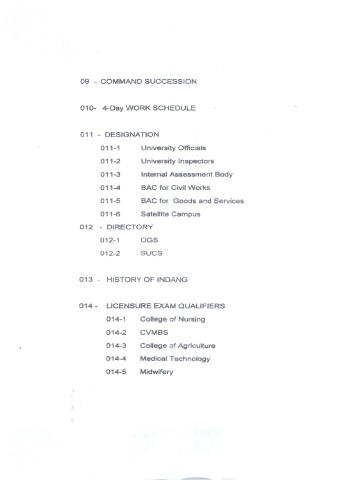 09 - COMMAND SUCCESSION
010- 4-Day WORK SCHEDULE
011 - DESIGNATION
011-1 University Officials
011-2 University Inspectors
011-3 Internal Assessment Body
011-4 BAC for Civil Works
011-5 BAC for Goods and Services
011-6 Satellite Campus
012 - DIRECTORY
012-1 OGS
012-2 SUCS
013 - HISTORY OF INDANG
014 - LICENSURE EXAM QUALIFIERS
014-1 College of Nursing
014-2 CVMBS
014-3 College of Agriculture
014-4 Medical Technology
014-5 Midwifery